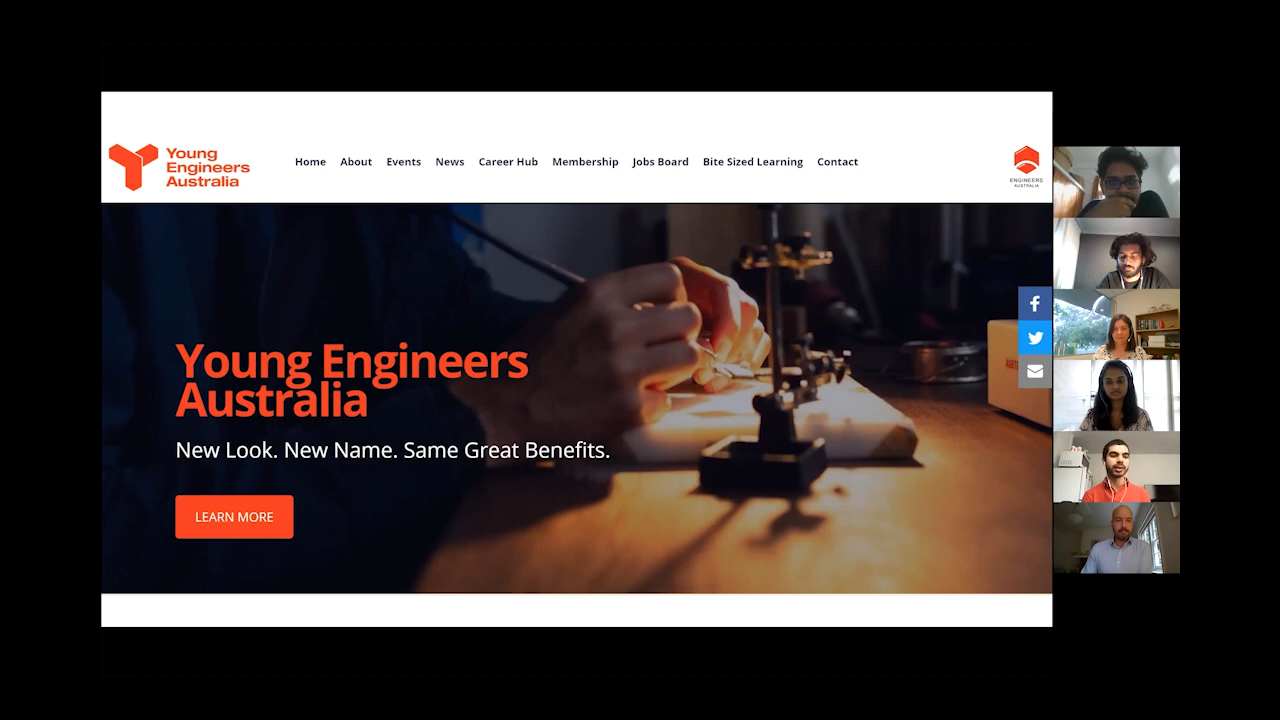 Young
Engineers
Australia
Home About Events News Career Hub Membership Jobs Board Bite Sized Learning Contact
ENGINEERS
AUSTRALIA
Young Engineers
Australia
New Look. New Name. Same Great Benefits.
LEARN MORE